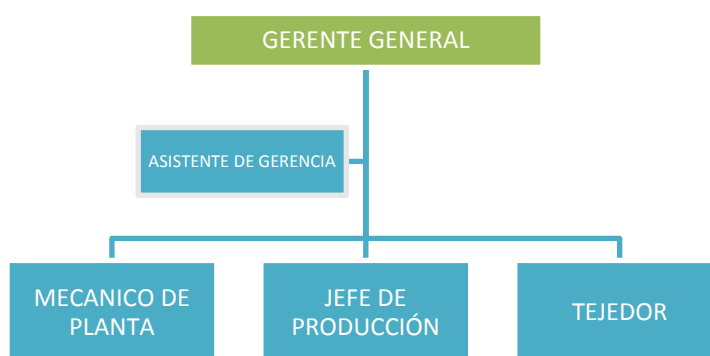 GERENTE GENERAL
ASISTENTE DE GERENCIA
MECANICO DE
PLANTA
JEFE DE
PRODUCCIÓN
TEJEDOR